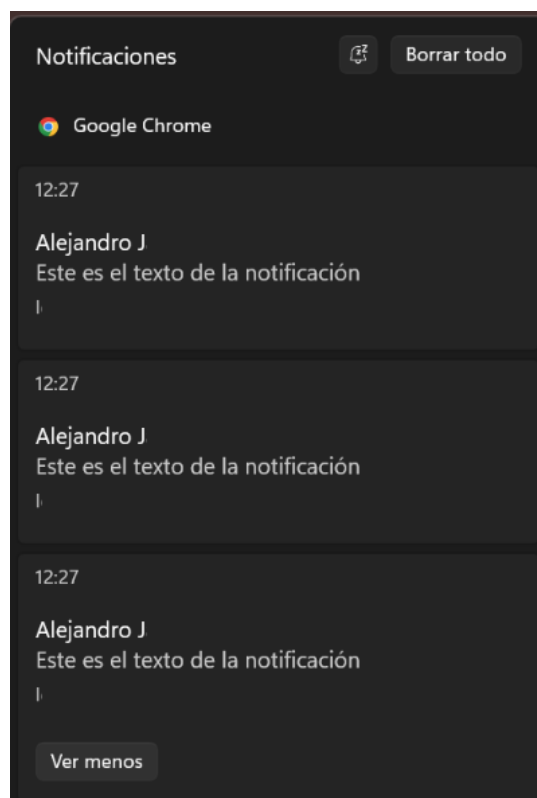 Notificaciones
Borrar todo
Google Chrome
12:27
Alejandro J
Este es el texto de la notificación
12:27
Alejandro J
Este es el texto de la notificación
12:27
Alejandro J
Este es el texto de la notificación
Ver menos